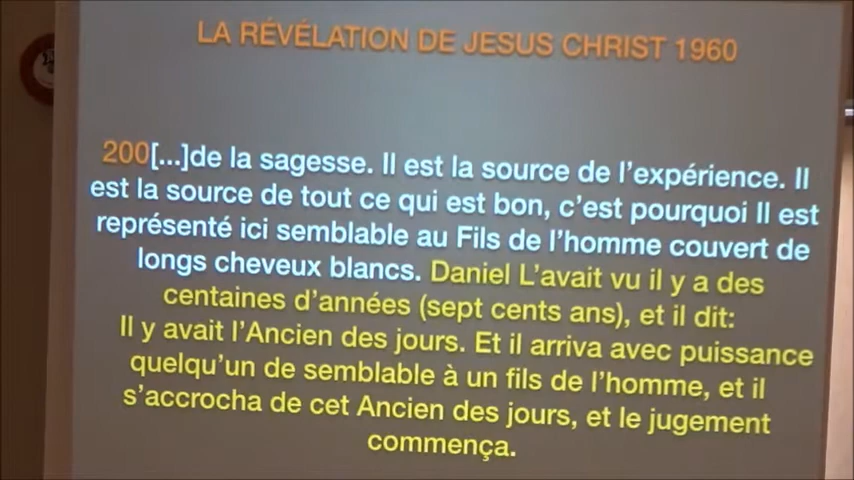 LA RÉVÉLATION DE JESUS CHRIST 1960
200[...]de la sagesse. Il est la source de l'expérience. Il
est la source de tout ce qui est bon, c'est pourquoi Il est
représenté ici semblable au Fils de l'homme couvert de
longs cheveux blancs. Daniel L'avait vu il y a des
centaines d'années (sept cents ans), et il dit:
Il y avait l'Ancien des jours. Et il arriva avec puissance
quelqu'un de semblable à un fils de l'homme, et il
s'accrocha de cet Ancien des jours, et le jugement
commença.